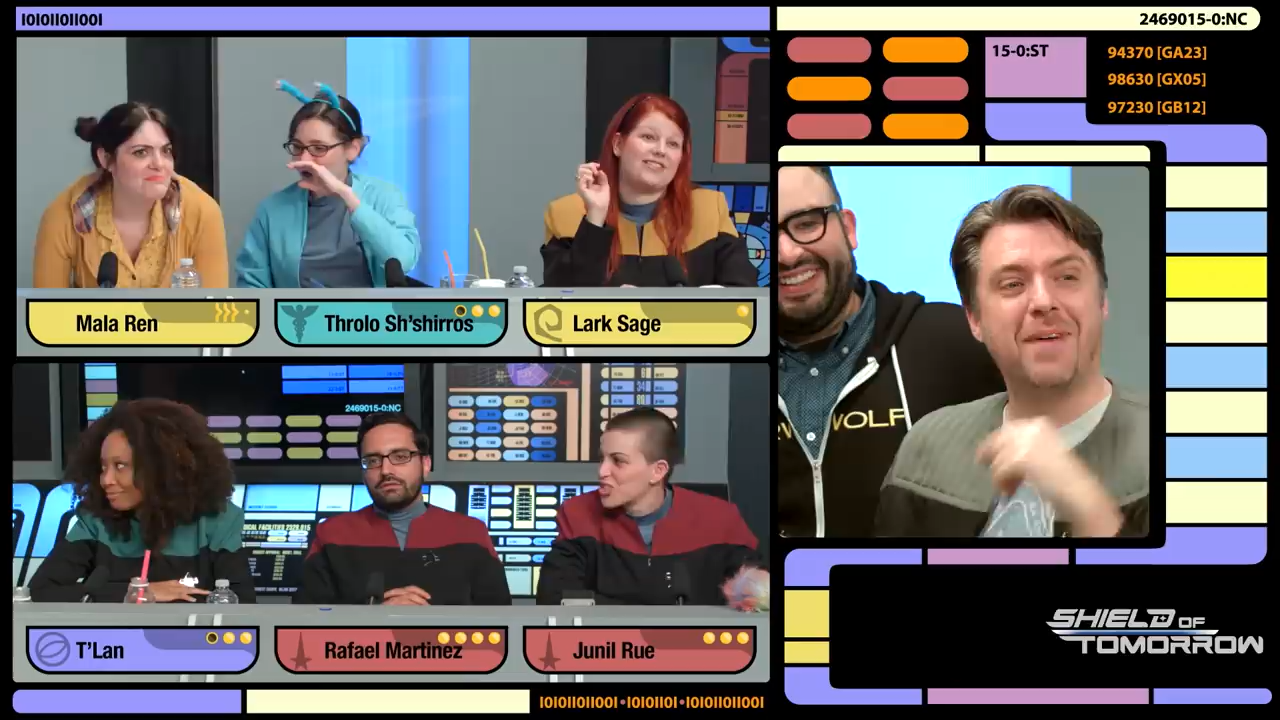 IOIOIIOIIOOI
2469015-0:NC
15-0:ST
94370 [GA23]
98630 [GX05]
97230 [GB12]
Mala Ren
Throlo Sh'shirros
Lark Sage
WOLF
2469015-0:NC
T'Lan
Rafael Martinez
Junil Rue
SHIELD OF
TOMORROW
IOIOIIOIIOOI•IOIOIIOI•IOIOIIOIIOOI